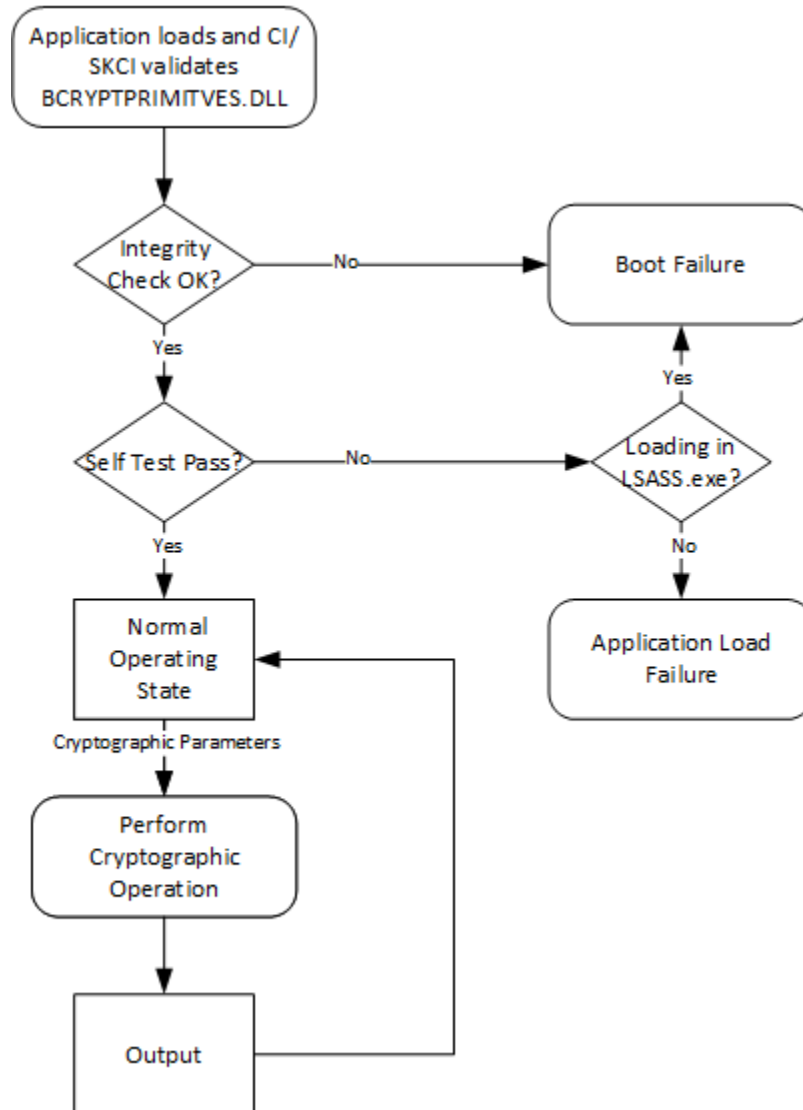 Application loads and CI/
SKCI validates
BCRYPTPRIMITVES.DLL
Integrity
Check OK?
No
Boot Failure
Yes
Yes
Self Test Pass?
No
Loading in
LSASS.exe?
Yes
No
Normal
Operating
State
Application Load
Failure
Cryptographic Parameters
Perform
Cryptographic
Operation
Output